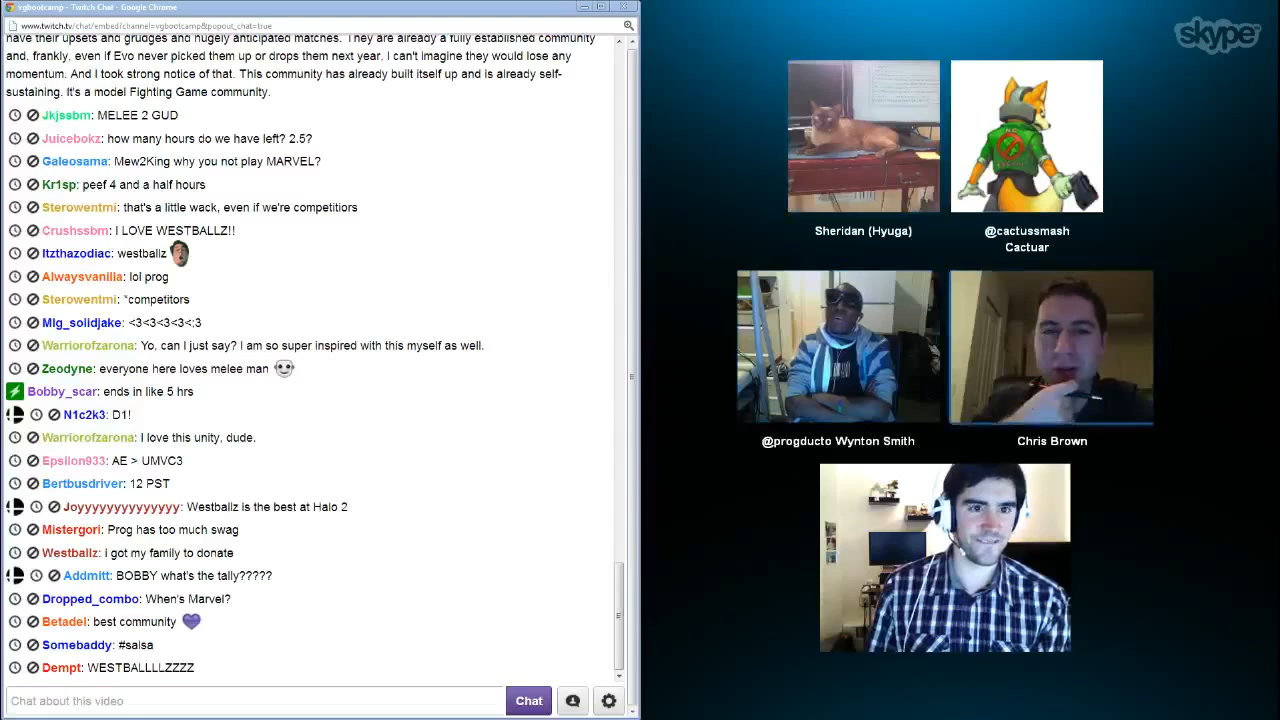 vgbootcamp - Twitch Chat - Google Chrome
www.twitch.tv/chat/embed?channel=vgbootcamp&popout_chat=true
have their upsets and grudges and hugely anticipated matches. They are already a fully established community
and, frankly, even if Evo never picked them up or drops them next year, I can't imagine they would lose any
momentum. And I took strong notice of that. This community has already built itself up and is already self-
sustaining. It's a model Fighting Game community.
Jkjssbm: MELEE 2 GUD
Juicebokz: how many hours do we have left? 2.5?
Galeosama: Mew2King why you not play MARVEL?
Kr1sp: peef 4 and a half hours
Sterowentmi: that's a little wack, even if we're competitiors
Crushssbm: I LOVE WESTBALLZ!!
Itzthazodiac: westballz
Alwaysvanilla: lol prog
Sterowentmi: *competitors
Mlg_solidjake: <3<3<3<3<;3
Warriorofzarona: Yo, can I just say? I am so super inspired with this myself as well.
Zeodyne: everyone here loves melee man
Bobby_scar: ends in like 5 hrs
N1c2k3: D1!
Warriorofzarona: I love this unity, dude.
Epsilon933: AE > UMVC3
Bertbusdriver: 12 PST
Joyyyyyyyyyyyyyy: Westballz is the best at Halo 2
Mistergori: Prog has too much swag
Westballz: i got my family to donate
Addmitt: BOBBY what's the tally?????
Dropped_combo: When's Marvel?
Betadel: best community
Somebaddy: #salsa
Dempt: WESTBALLLLZZZZ
Chat about this video
Chat
skype
Sheridan (Hyuga)
@cactussmash
Cactuar
@progducto Wynton Smith
Chris Brown